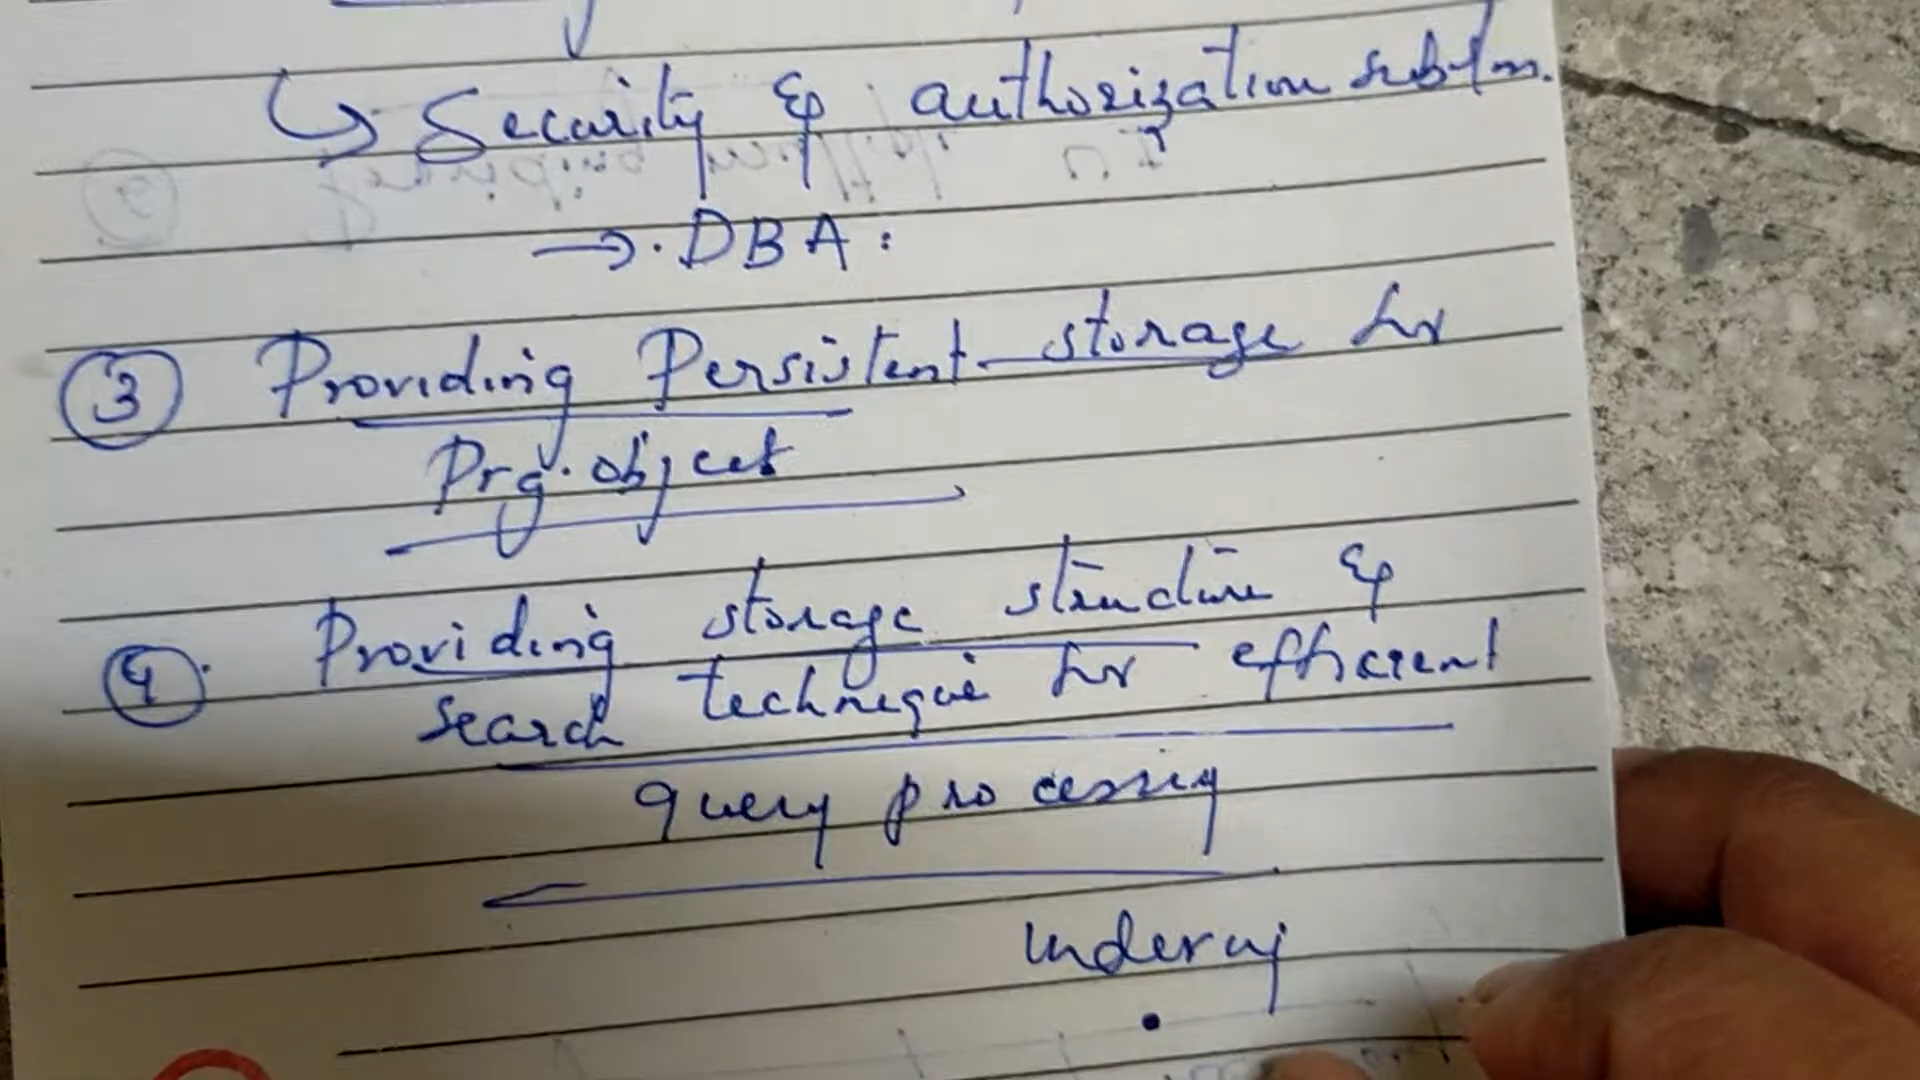 ↳ Security & authorization subtm.
→ . DBA :
③ Providing Persistent storage for
Prg. object
④. Providing storage structure &
search technique for efficient
query processing
Indexing